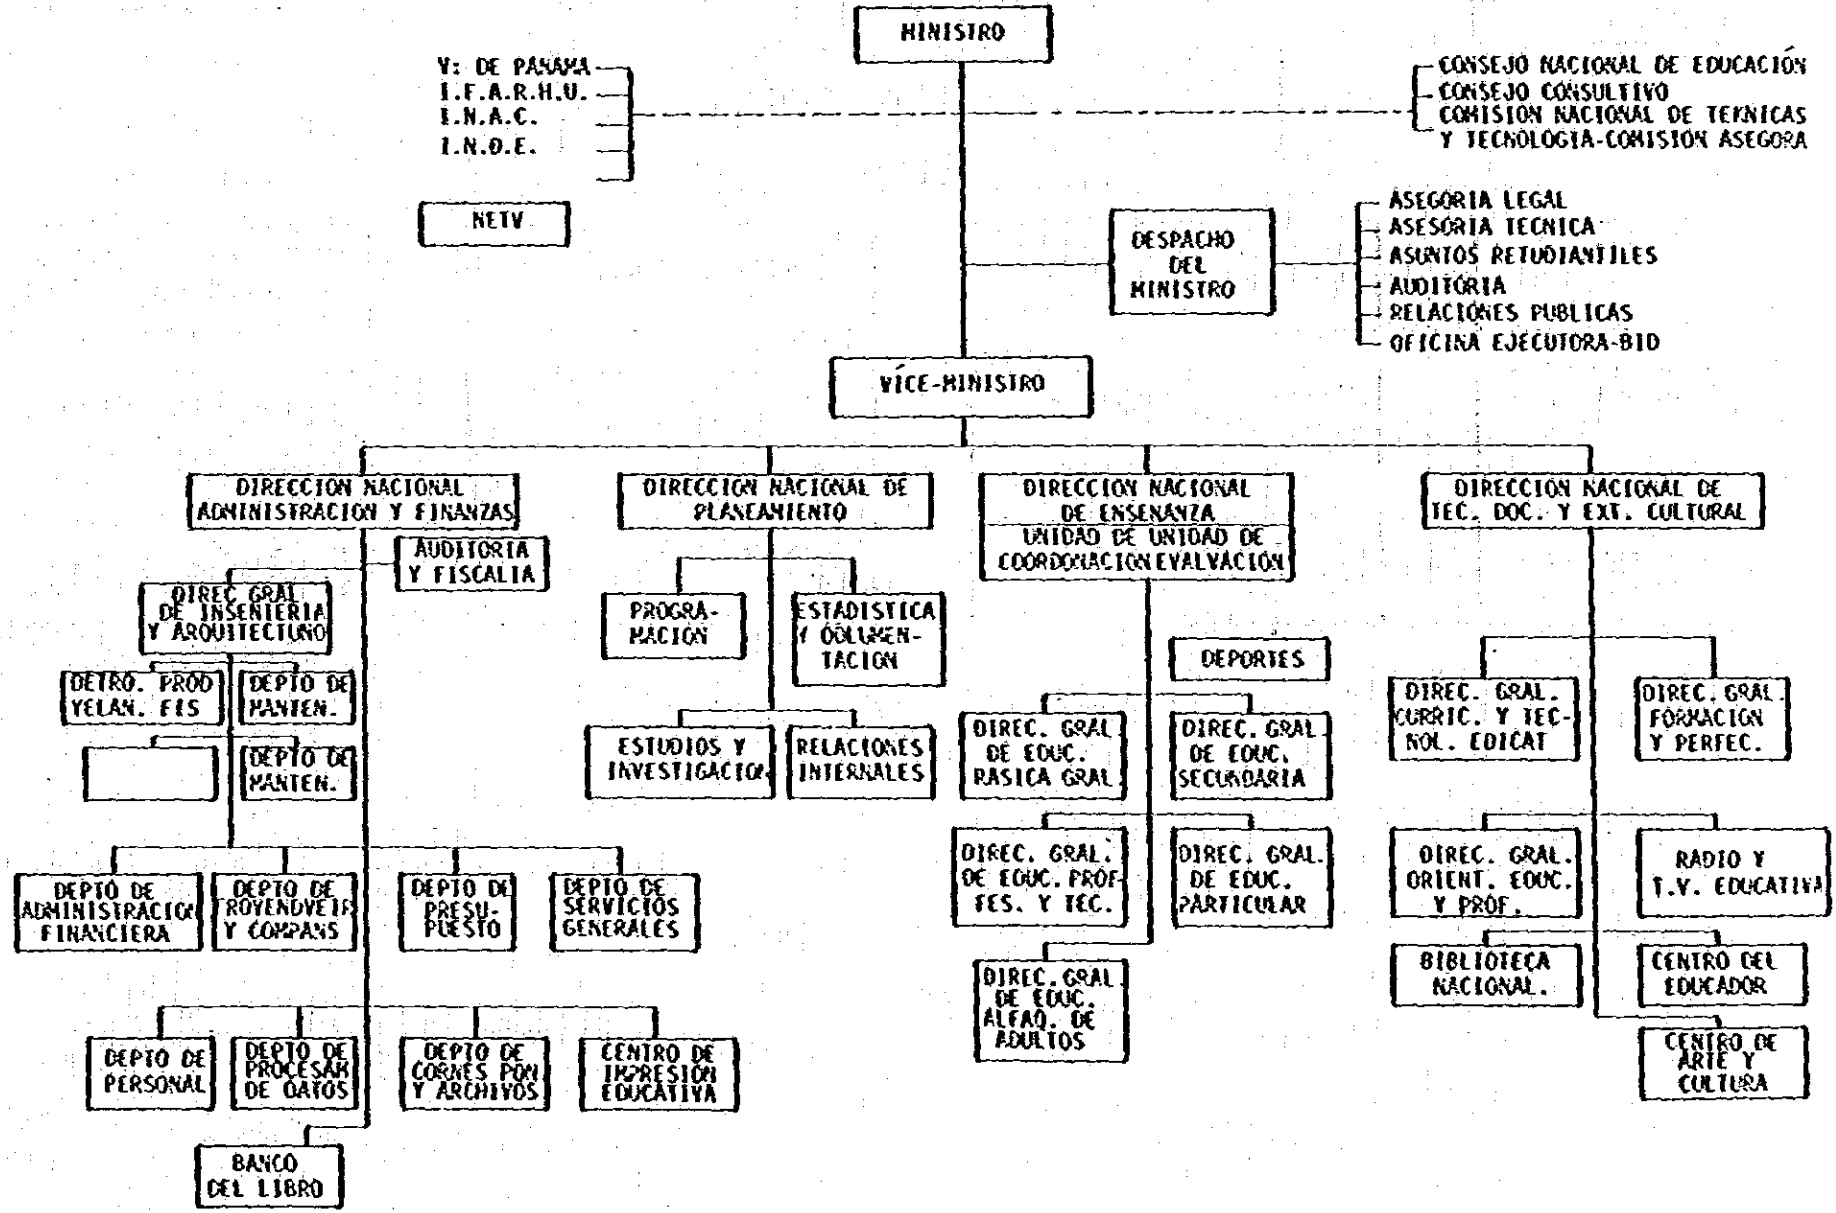 MINISTRO
V: DE PANAMA
I.F.A.R.H.U.
I.N.A.C.
I.N.D.E.
CONSEJO NACIONAL DE EDUCACIÓN
CONSEJO CONSULTIVO
COMISION NACIONAL DE TEKNICAS
Y TECNOLOGIA-COMISION ASEGORA
NETV
DESPACHO
DEL
MINISTRO
ASEGORIA LEGAL
ASESORIA TECNICA
ASUNTOS RETUDIANTILES
AUDITORIA
RELACIONES PUBLICAS
OFICINA EJECUTORA-BID
VÍCE-MINISTRO
DIRECCION NACIONAL
ADMINISTRACION Y FINANZAS
DIRECCION NACIONAL DE
PLANEAMIENTO
DIRECCION NACIONAL
DE ENSENANZA
UNIDAD DE UNIDAD DE
COORDONACION EVALVACIÓN
DIRECCION NACIONAL DE
TEC. DOC. Y EXT. CULTURAL
AUDITORIA
Y FISCALIA
DIREC GRAL
DE INSENIERIA
Y ARQUITECTUNO
DETRO. PROD
YELAN. FIS
DEPTO DE
MANTEN.
DEPTO DE
MANTEN.
PROGRA-
MACION
ESTADISTICA
Y DOLUMEN-
TACION
ESTUDIOS Y
INVESTIGACION
RELACIONES
INTERNALES
DEPORTES
DIREC. GRAL
DE EDUC.
RASICA GRAL
DIREC. GRAL
DE EDUC.
SECUNDARIA
DIREC. GRAL.
DE EDUC. PROF-
FES. Y TEC.
DIREC. GRAL.
DE EDUC.
PARTICULAR
DIREC. GRAL
DE EDUC.
ALFAQ. DE
ADULTOS
DIREC. GRAL.
CURRIC. Y TEC-
NOL. EDICAT
DIREC. GRAL.
FORMACION
Y PERFEC.
DIREC. GRAL.
ORIENT. EDUC.
Y PROF.
RADIO Y
T.V. EDUCATIVA
BIBLIOTECA
NACIONAL.
CENTRO DEL
EDUCADOR
CENTRO DE
ARTE Y
CULTURA
DEPTO DE
ADMINISTRACION
FINANCIERA
DEPTO DE
Y COMPANS
DEPTO DE
PRESU-
PUESTO
DEPTO DE
SERVICIOS
GENERALES
DEPTO DE
PERSONAL
DEPTO DE
PROCESAM
DE DATOS
DEPTO DE
CORNES PON
Y ARCHIVOS
CENTRO DE
IMPRESION
EDUCATIVA
BANCO
DEL LIBRO